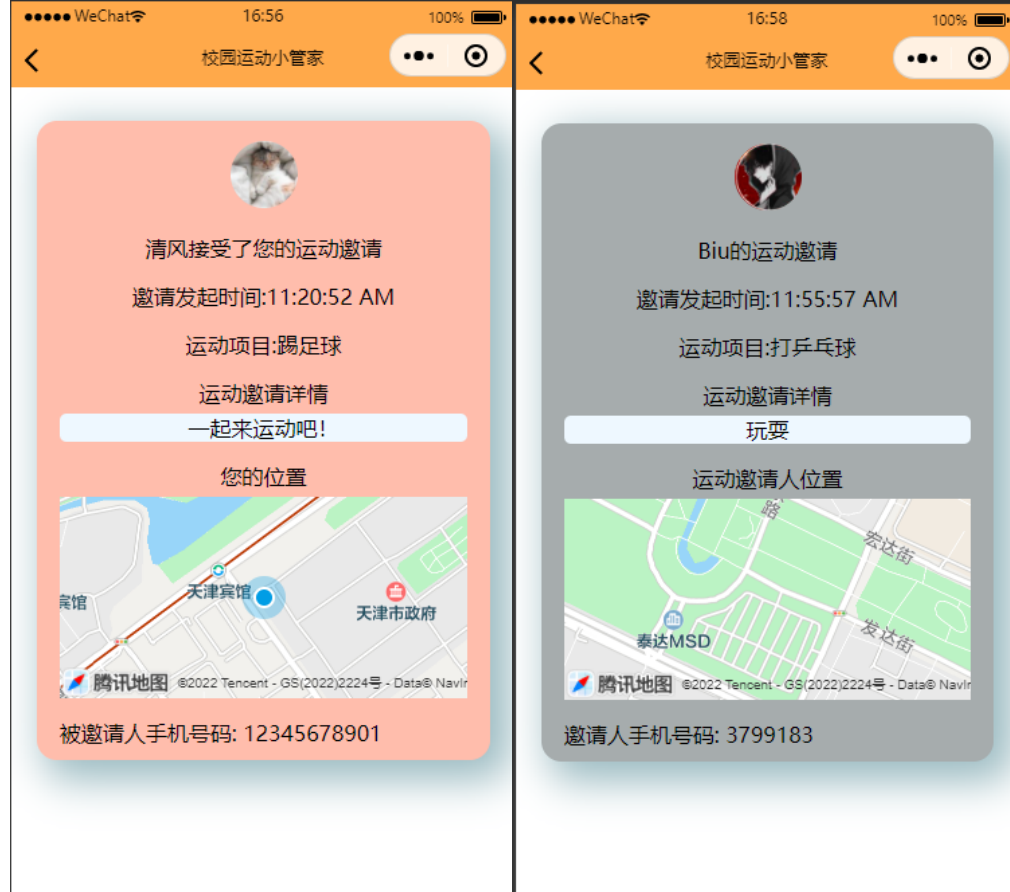 WeChat 16:56 100%
校园运动小管家
清风接受了您的运动邀请
邀请发起时间:11:20:52 AM
运动项目:踢足球
运动邀请详情
一起来运动吧!
您的位置
天津宾馆
宾馆
天津市政府
腾讯地图 ©2022 Tencent - GS(2022)2224号 - Data© NavIn
被邀请人手机号码: 12345678901
WeChat 16:58 100%
校园运动小管家
Biu的运动邀请
邀请发起时间:11:55:57 AM
运动项目:打乒乓球
运动邀请详情
玩耍
运动邀请人位置
路
宏达街
发达街
泰达MSD
腾讯地图 ©2022 Tencent - GS(2022)2224号 - Data© NavIn
邀请人手机号码: 3799183